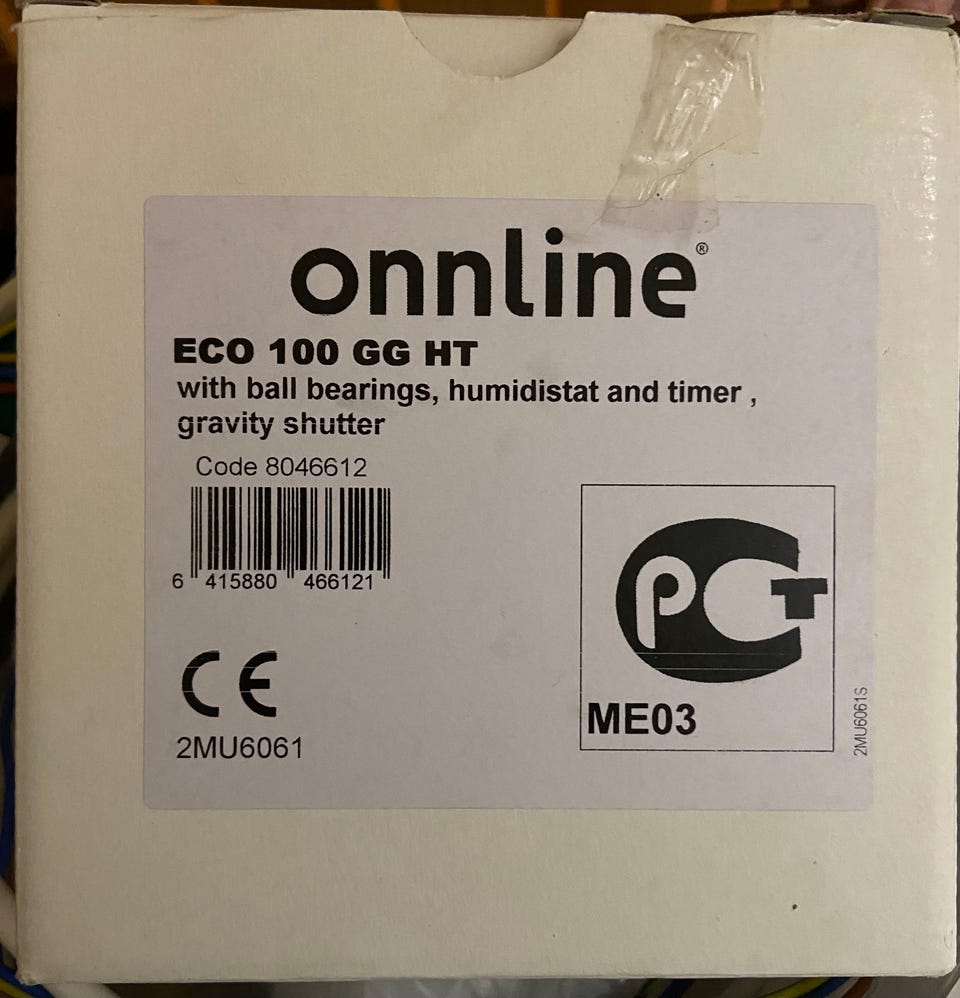 onnline®
ECO 100 GG HT
with ball bearings, humidistat and timer ,
gravity shutter
Code 8046612
6 415880 466121
CE
2MU6061
PCT
ME03
2MU6061S